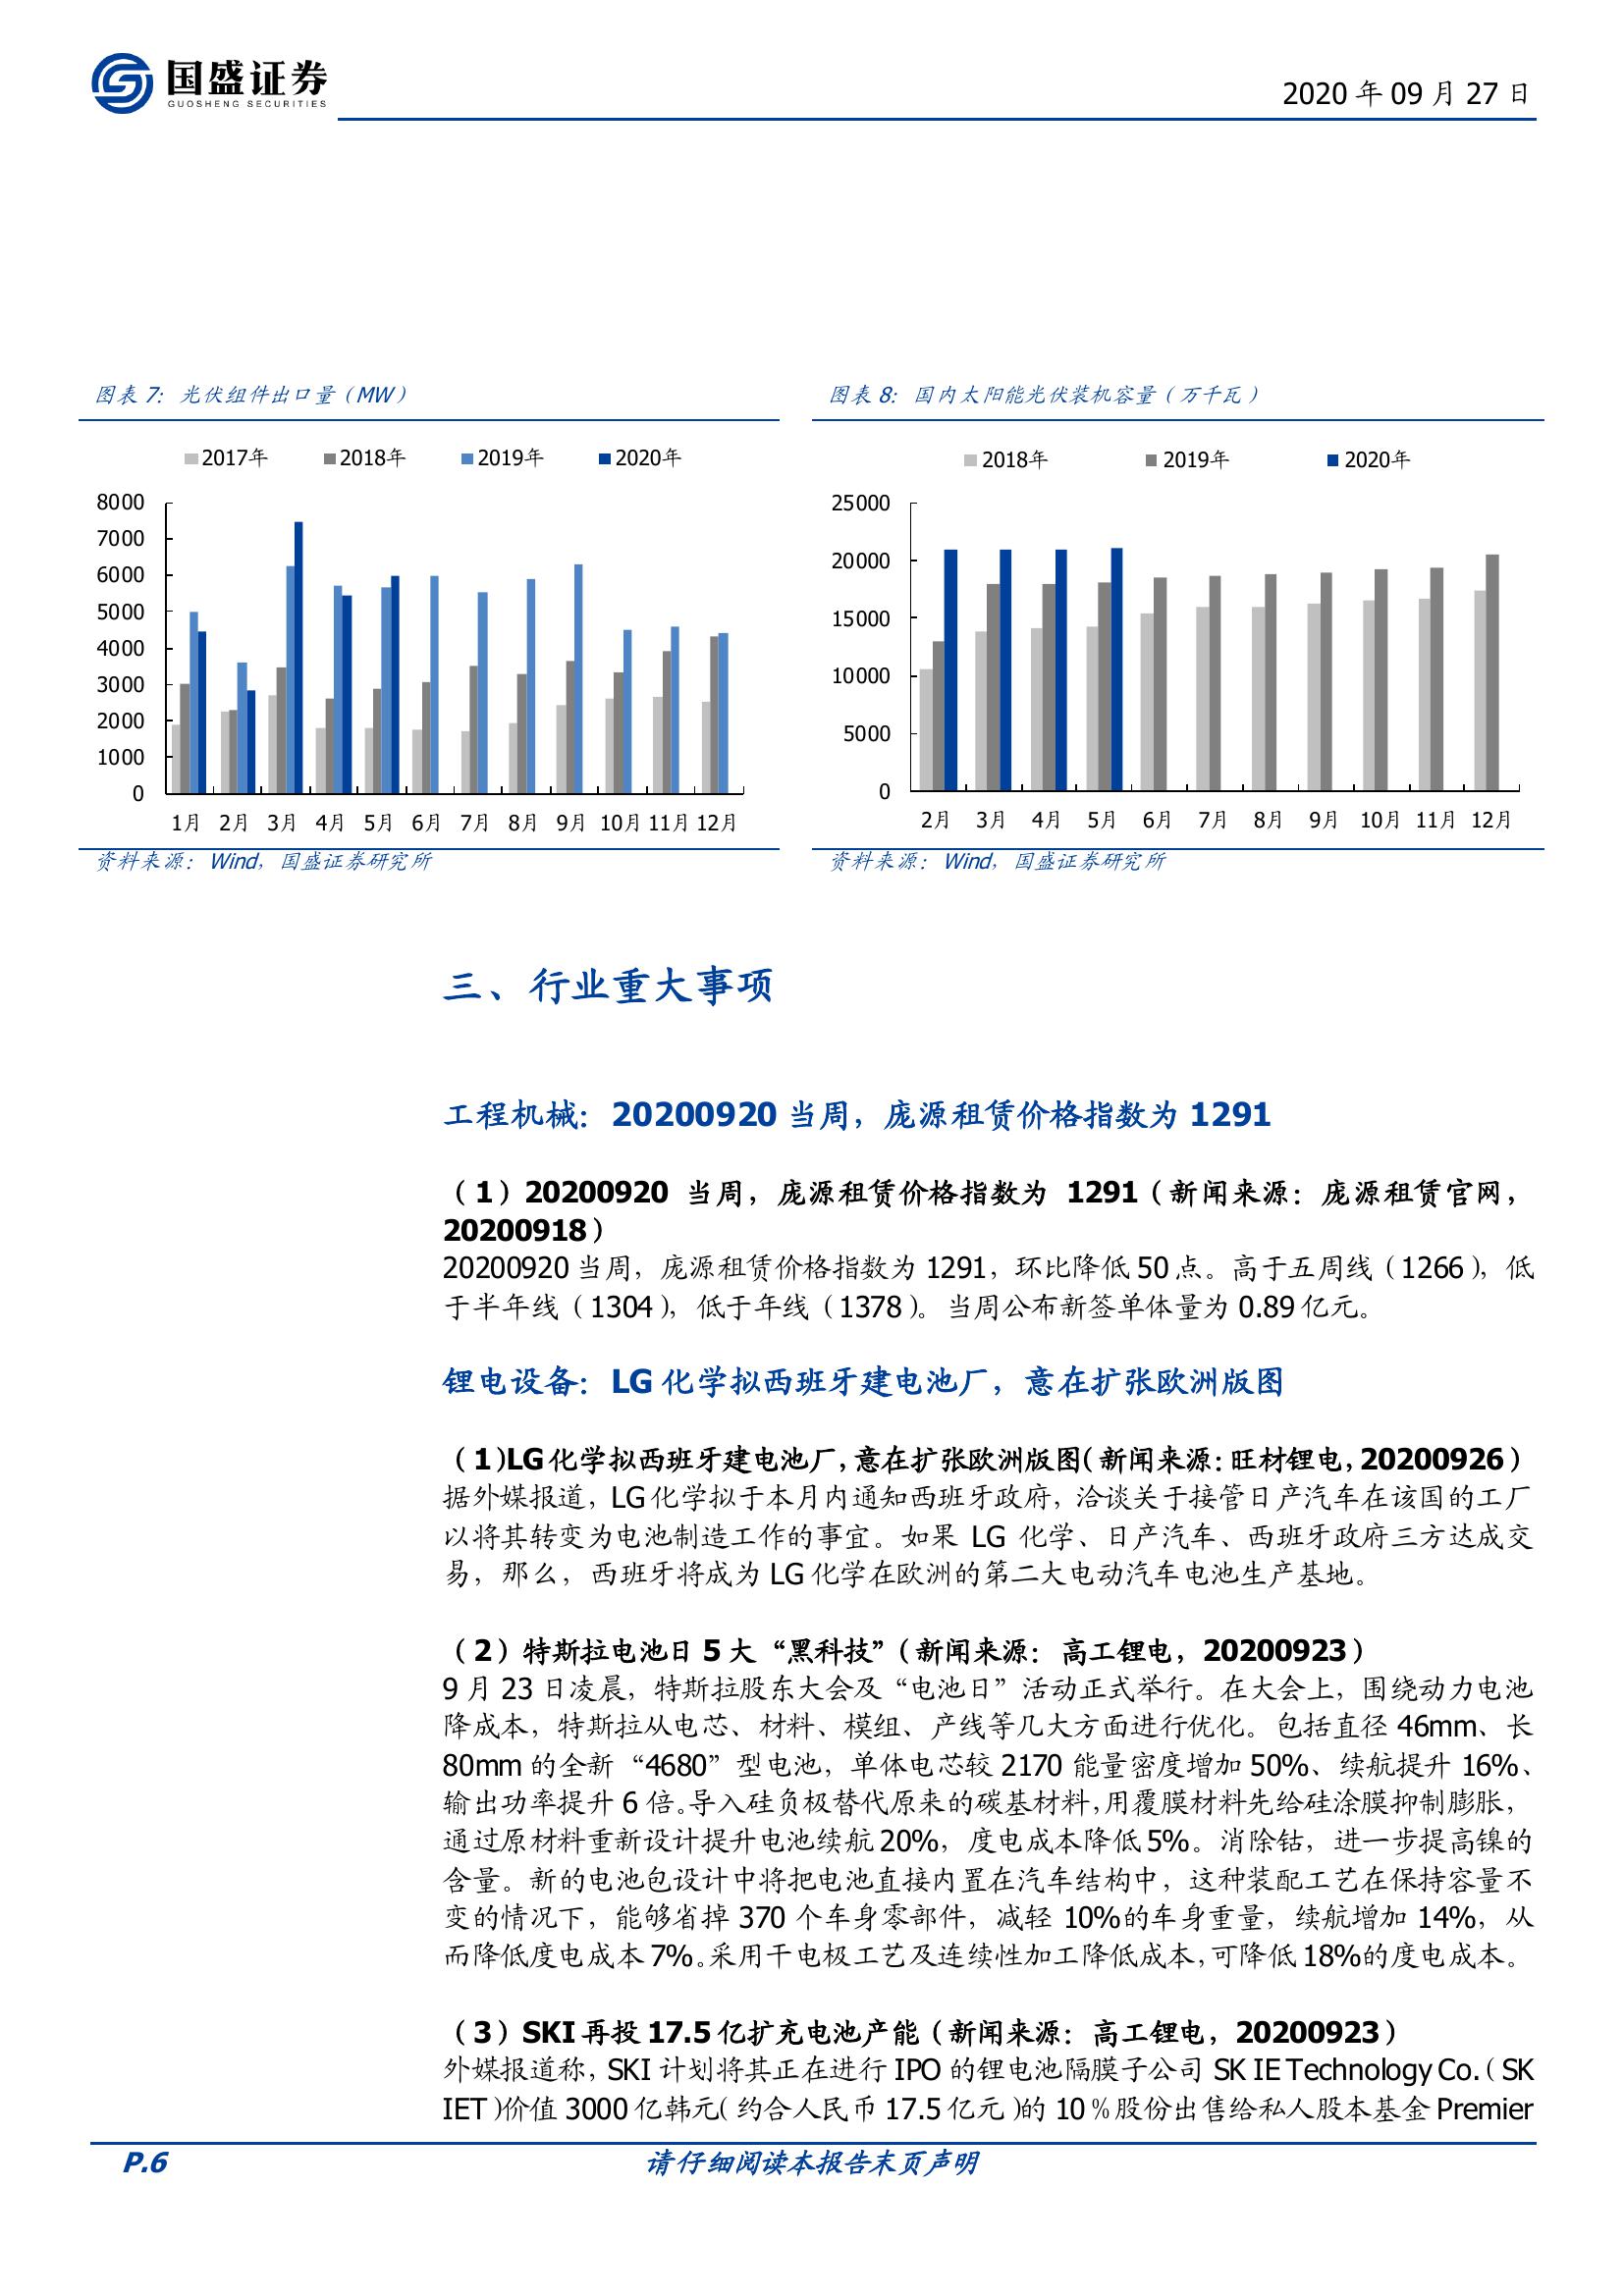 国盛证券
GUOSHENG SECURITIES
2020 年 09 月 27 日
图表 7: 光伏组件出口量（MW）
2017年 2018年 2019年 2020年
8000
7000
6000
5000
4000
3000
2000
1000
0
1月 2月 3月 4月 5月 6月 7月 8月 9月 10月 11月 12月
资料来源：Wind，国盛证券研究所
图表 8: 国内太阳能光伏装机容量（万千瓦）
2018年 2019年 2020年
25000
20000
15000
10000
5000
0
2月 3月 4月 5月 6月 7月 8月 9月 10月 11月 12月
资料来源：Wind，国盛证券研究所
三、行业重大事项
工程机械：20200920 当周，庞源租赁价格指数为 1291
（1）20200920 当周，庞源租赁价格指数为 1291（新闻来源：庞源租赁官网，
20200918）
20200920 当周，庞源租赁价格指数为 1291，环比降低 50 点。高于五周线（1266），低
于半年线（1304），低于年线（1378）。当周公布新签单体量为 0.89 亿元。
锂电设备：LG 化学拟西班牙建电池厂，意在扩张欧洲版图
（1）LG 化学拟西班牙建电池厂，意在扩张欧洲版图（新闻来源：旺材锂电，20200926）
据外媒报道，LG 化学拟于本月内通知西班牙政府，洽谈关于接管日产汽车在该国的工厂
以将其转变为电池制造工作的事宜。如果 LG 化学、日产汽车、西班牙政府三方达成交
易，那么，西班牙将成为 LG 化学在欧洲的第二大电动汽车电池生产基地。
（2）特斯拉电池日 5 大“黑科技”（新闻来源：高工锂电，20200923）
9 月 23 日凌晨，特斯拉股东大会及“电池日”活动正式举行。在大会上，围绕动力电池
降成本，特斯拉从电芯、材料、模组、产线等几大方面进行优化。包括直径 46mm、长
80mm 的全新“4680”型电池，单体电芯较 2170 能量密度增加 50%、续航提升 16%、
输出功率提升 6 倍。导入硅负极替代原来的碳基材料，用覆膜材料先给硅涂膜抑制膨胀，
通过原材料重新设计提升电池续航 20%，度电成本降低 5%。消除钴，进一步提高镍的
含量。新的电池包设计中将把电池直接内置在汽车结构中，这种装配工艺在保持容量不
变的情况下，能够省掉 370 个车身零部件，减轻 10%的车身重量，续航增加 14%，从
而降低度电成本 7%。采用干电极工艺及连续性加工降低成本，可降低 18%的度电成本。
（3）SKI 再投 17.5 亿扩充电池产能（新闻来源：高工锂电，20200923）
外媒报道称，SKI 计划将其正在进行 IPO 的锂电池隔膜子公司 SK IE Technology Co.（SK
IET）价值 3000 亿韩元（约合人民币 17.5 亿元）的 10％股份出售给私人股本基金 Premier
P.6
请仔细阅读本报告末页声明